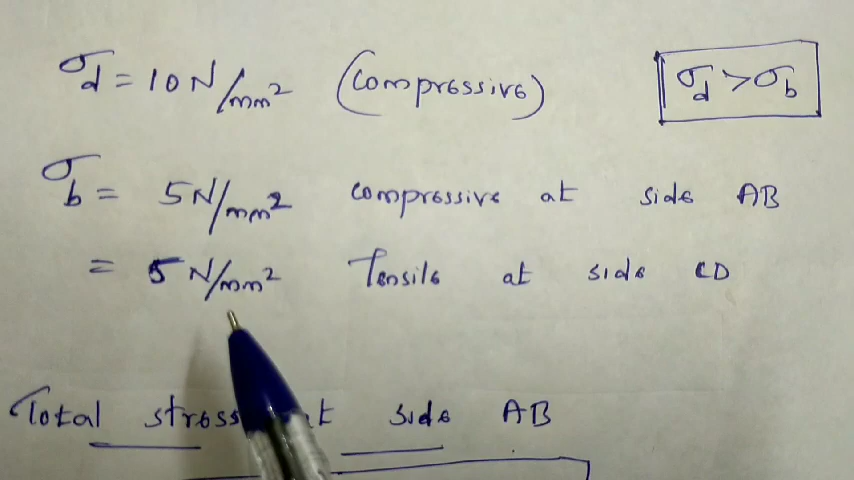 σd = 10 N/mm² (compressive)
σd > σb
σb = 5N/mm² compressive at side AB
= 5 N/mm² Tensile at side CD
Total stress at side AB